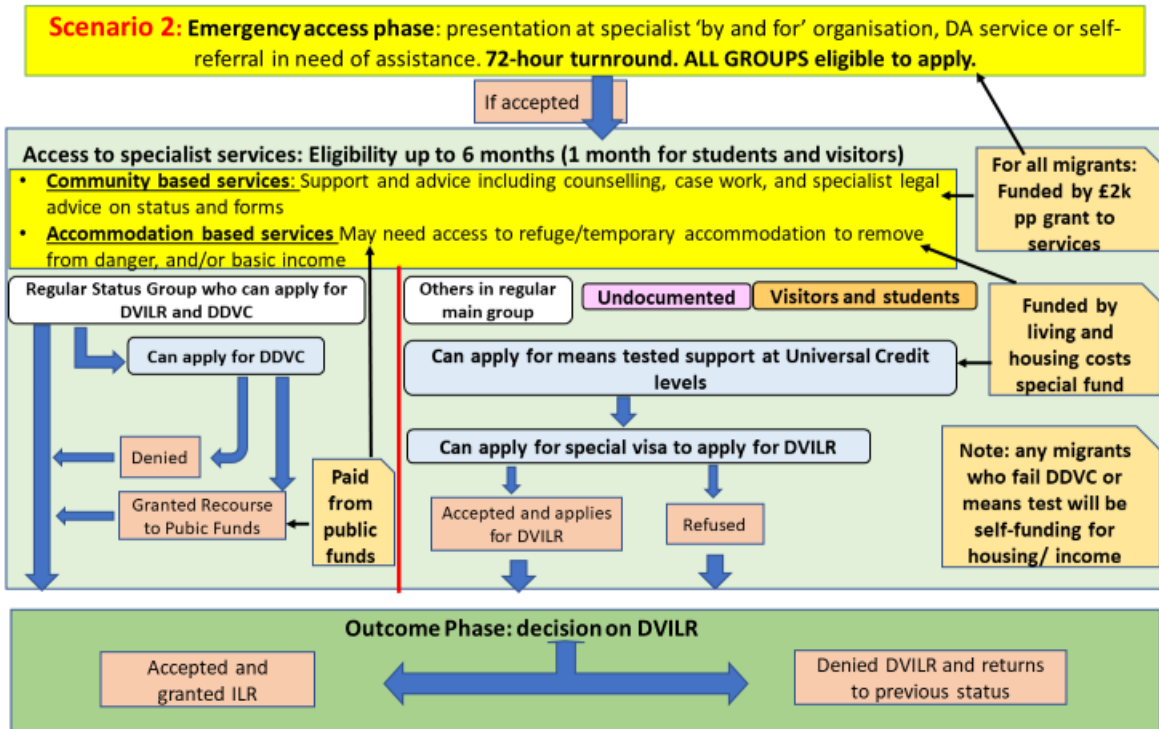 Scenario 2: Emergency access phase: presentation at specialist ‘by and for’ organisation, DA service or self-
referral in need of assistance. 72-hour turnround. ALL GROUPS eligible to apply.
If accepted
Access to specialist services: Eligibility up to 6 months (1 month for students and visitors)
• Community based services: Support and advice including counselling, case work, and specialist legal
advice on status and forms
• Accommodation based services May need access to refuge/temporary accommodation to remove
from danger, and/or basic income
For all migrants:
Funded by £2k
pp grant to
services
Regular Status Group who can apply for
DVILR and DDVC
Can apply for DDVC
Denied
Granted Recourse
to Pubic Funds
Paid
from
public
funds
Others in regular
main group
Undocumented
Visitors and students
Can apply for means tested support at Universal Credit
levels
Can apply for special visa to apply for DVILR
Accepted and applies
for DVILR
Refused
Funded by
living and
housing costs
special fund
Note: any migrants
who fail DDVC or
means test will be
self-funding for
housing/ income
Outcome Phase: decision on DVILR
Accepted and
granted ILR
Denied DVILR and returns
to previous status